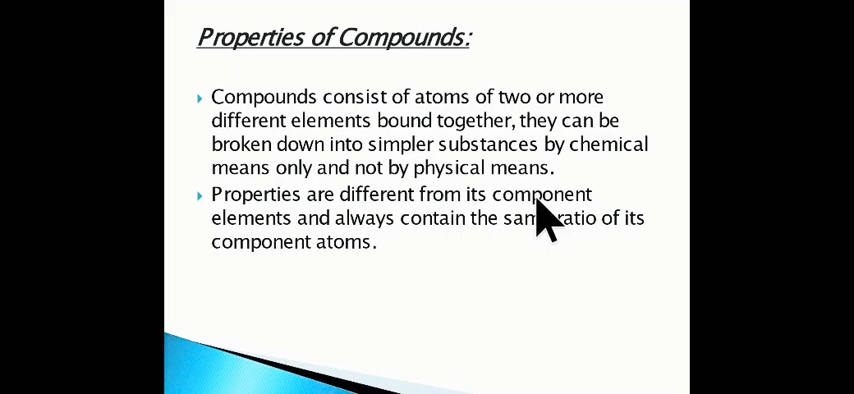 Properties of Compounds:
Compounds consist of atoms of two or more
different elements bound together, they can be
broken down into simpler substances by chemical
means only and not by physical means.
Properties are different from its component
elements and always contain the same ratio of its
component atoms.